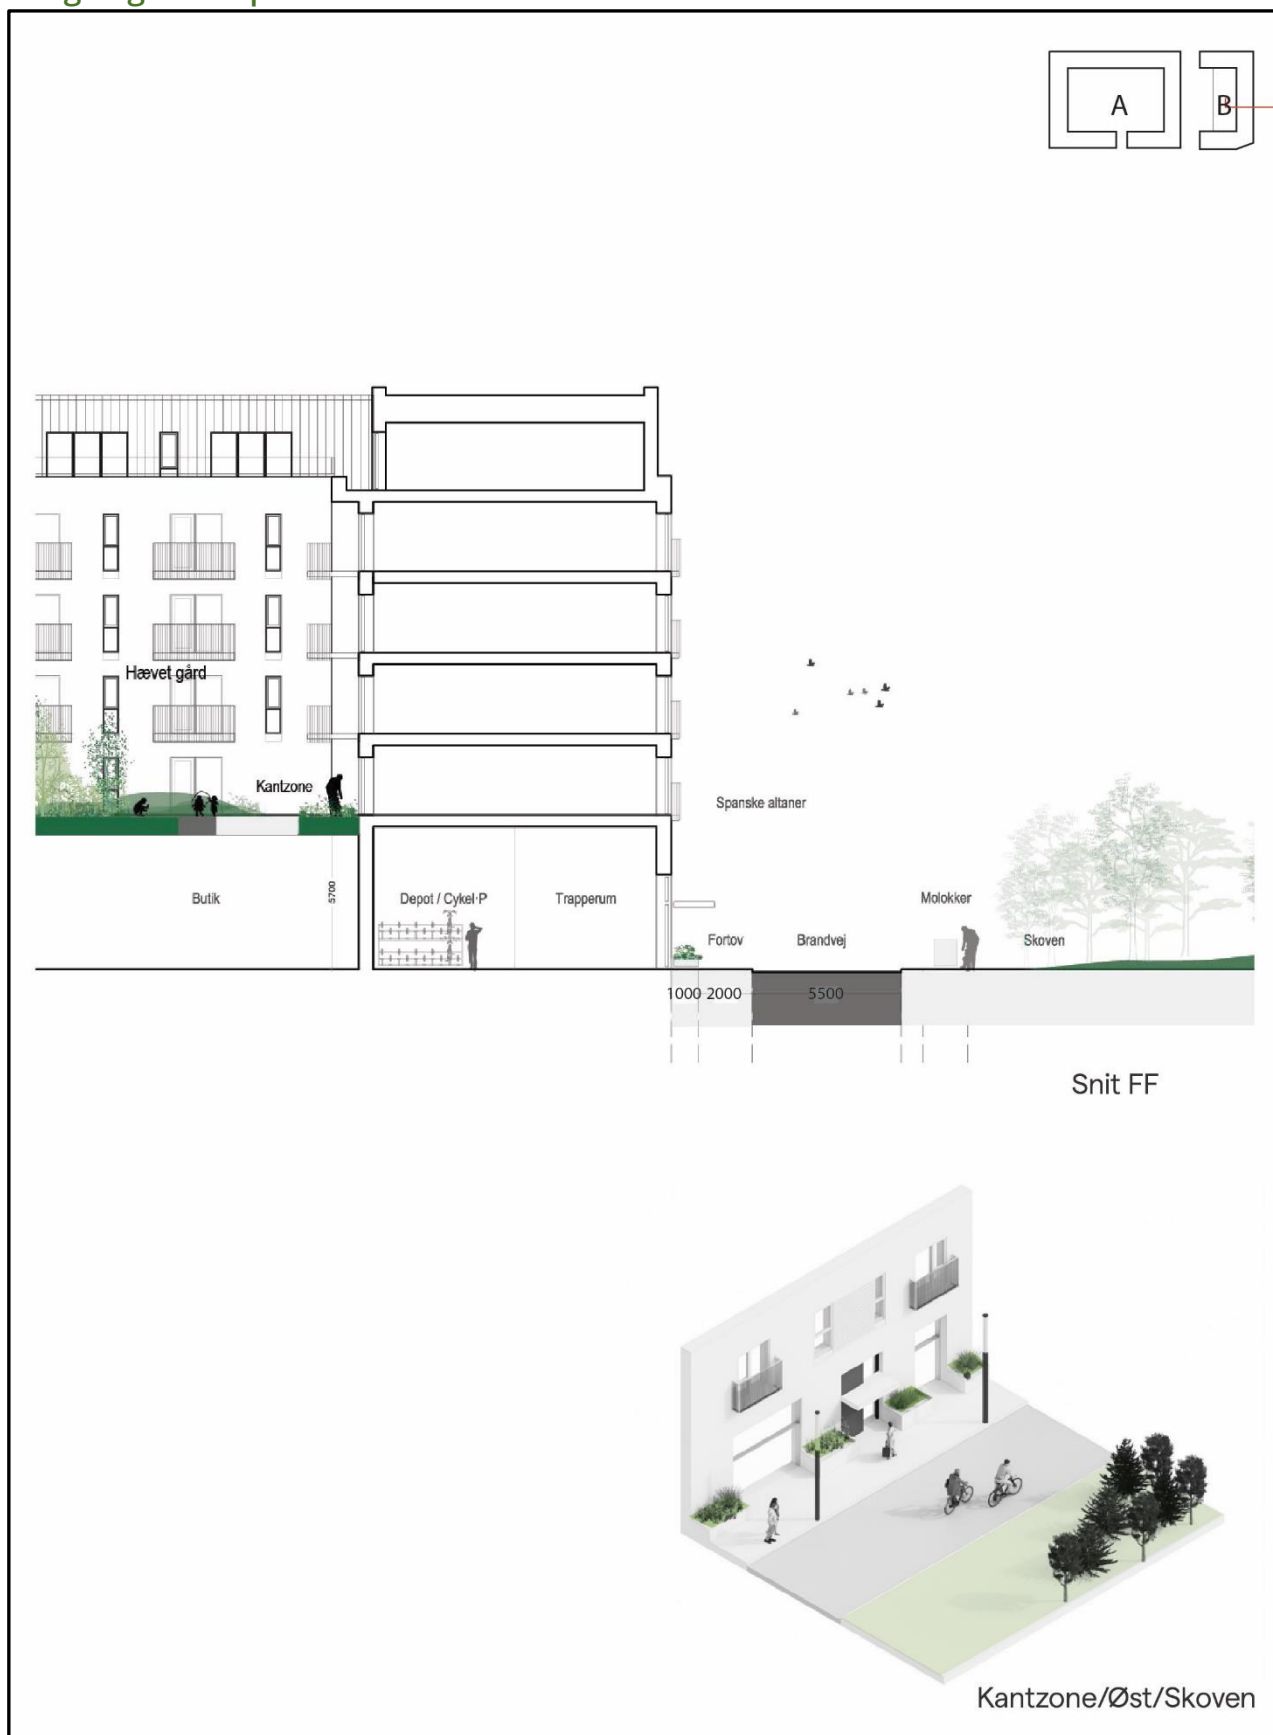 A
B
Hævet gård
Kantzone
Spanske altaner
Butik
5700
Depot / Cykel-P
Trapperum
Molokker
Fortov
Brandvej
Skoven
1000 2000
5500
Snit FF
Kantzone/Øst/Skoven